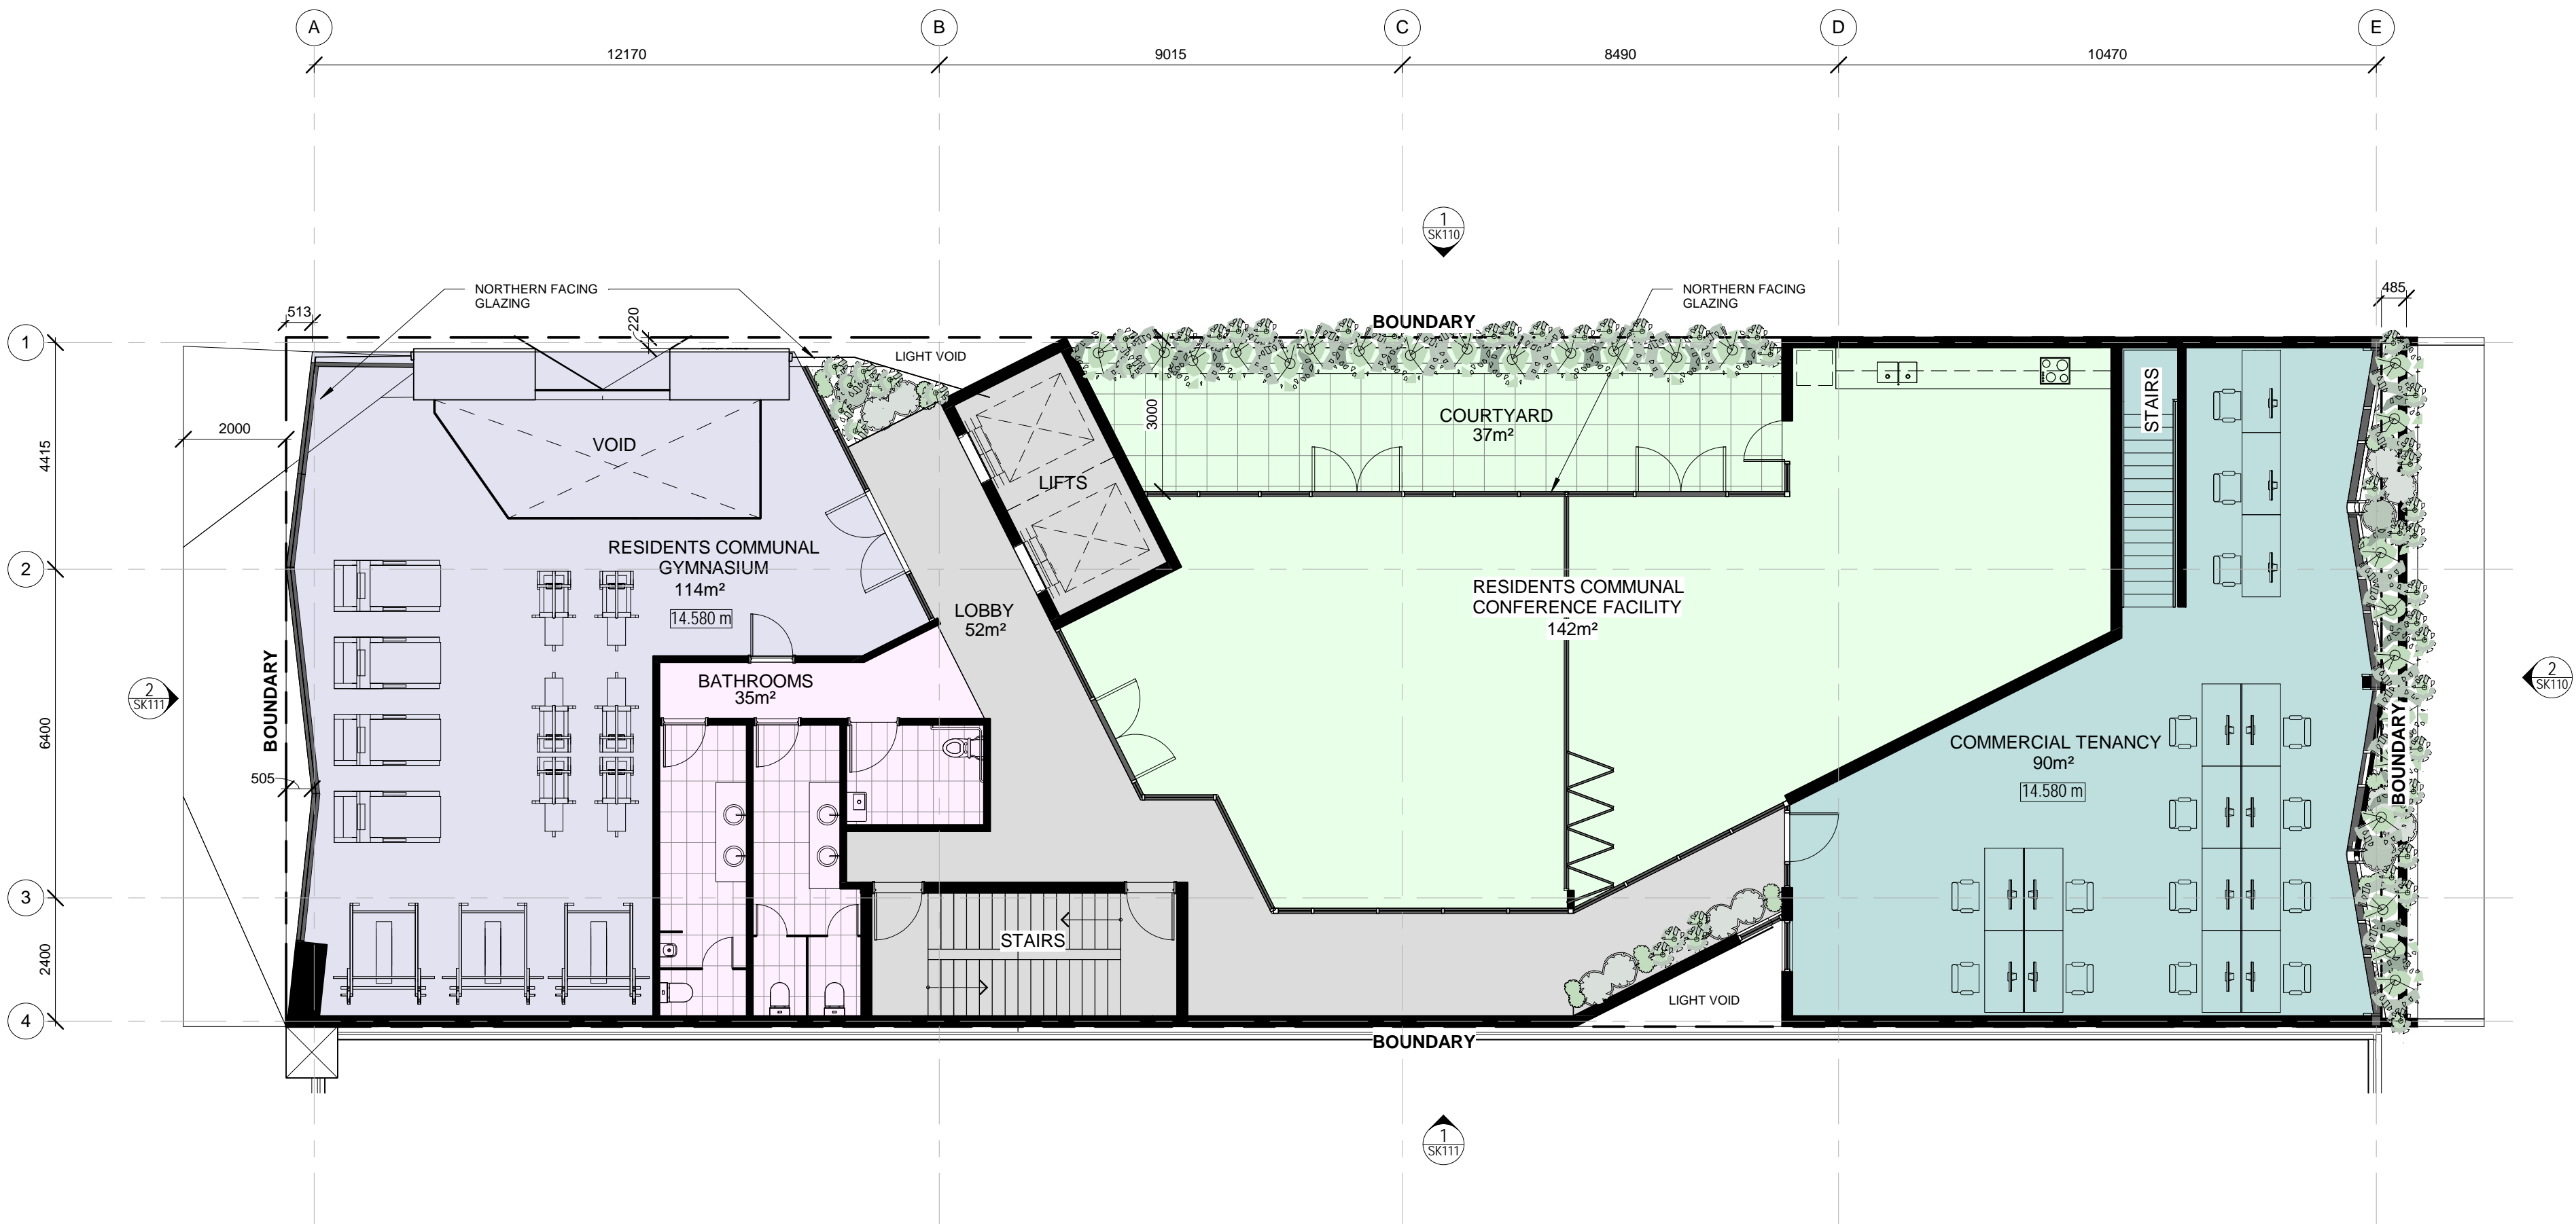 A
B
C
D
E
12170
9015
8490
10470
1
SK110
NORTHERN FACING
GLAZING
NORTHERN FACING
GLAZING
513
220
485
1
BOUNDARY
LIGHT VOID
STAIRS
COURTYARD
37m²
3000
2000
VOID
4415
LIFTS
RESIDENTS COMMUNAL
GYMNASIUM
114m²
14.580 m
2
LOBBY
52m²
RESIDENTS COMMUNAL
CONFERENCE FACILITY
142m²
BOUNDARY
BATHROOMS
35m²
2
SK111
2
SK110
6400
505
COMMERCIAL TENANCY
90m²
14.580 m
BOUNDARY
3
STAIRS
2400
LIGHT VOID
4
BOUNDARY
1
SK111